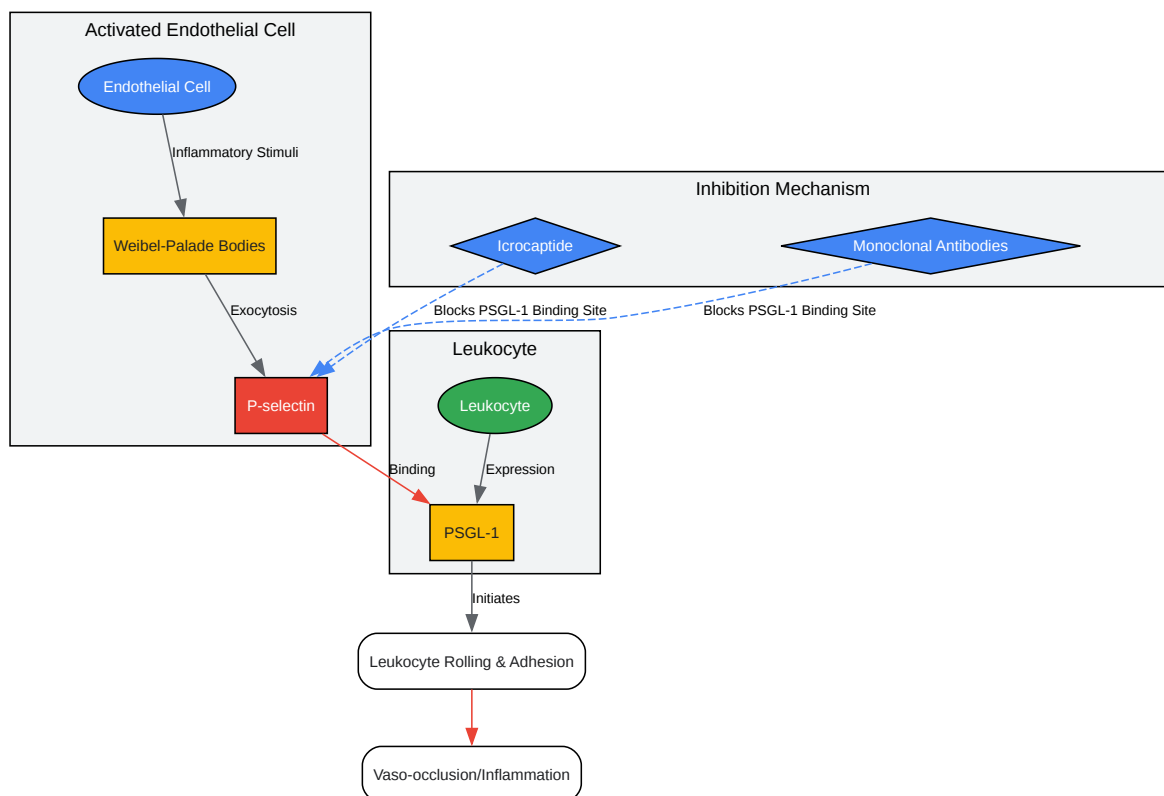 Activated Endothelial Cell
Endothelial Cell
Inflammatory Stimuli
Inhibition Mechanism
Weibel-Palade Bodies
Icrocaptide
Monoclonal Antibodies
Exocytosis
Blocks PSGL-1 Binding Site
Blocks PSGL-1 Binding Site
Leukocyte
P-selectin
Leukocyte
Binding
Expression
PSGL-1
Initiates
Leukocyte Rolling & Adhesion
Vaso-occlusion/Inflammation